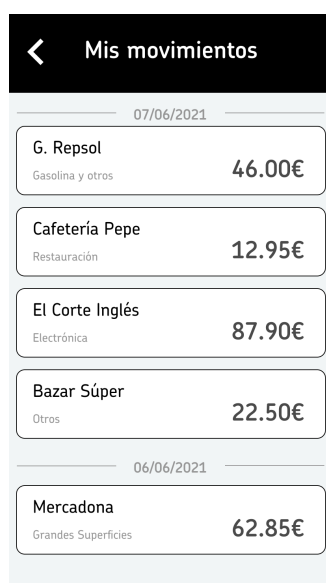 Mis movimientos
07/06/2021
G. Repsol
Gasolina y otros
46.00€
Cafetería Pepe
Restauración
12.95€
El Corte Inglés
Electrónica
87.90€
Bazar Súper
Otros
22.50€
06/06/2021
Mercadona
Grandes Superficies
62.85€